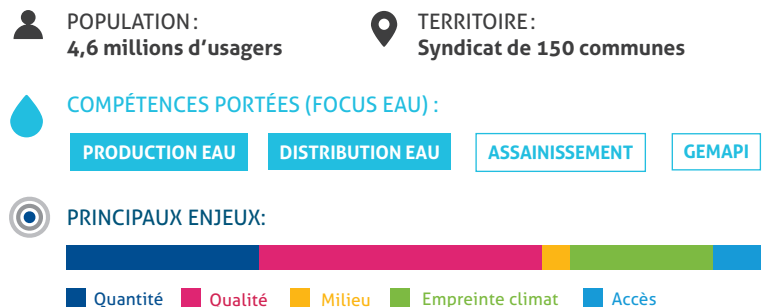 POPULATION :
4,6 millions d’usagers
TERRITOIRE :
Syndicat de 150 communes
COMPÉTENCES PORTÉES (FOCUS EAU) :
PRODUCTION EAU
DISTRIBUTION EAU
ASSAINISSEMENT
GEMAPI
PRINCIPAUX ENJEUX:
Quantité
Qualité
Milieu
Empreinte climat
Accès